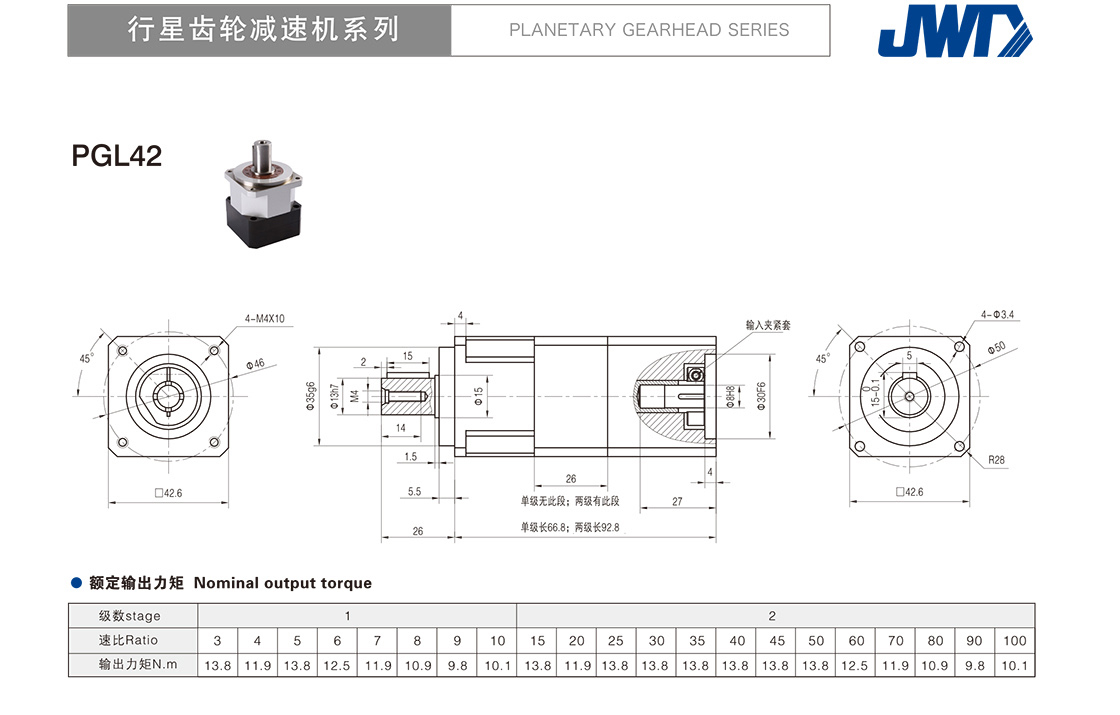 行星齿轮减速机系列
PLANETARY GEARHEAD SERIES
JWT
PGL42
4-M4X10
45°
Φ46
□42.6
4
2
15
Φ35g6
Φ13h7
M4
Φ15
14
1.5
5.5
26
输入夹紧套
Φ8H8
Φ30F6
26
4
单级无此段；两级有此段
27
单级长66.8；两级长92.8
4-Φ3.4
45°
Φ50
5
0
15-0.1
R28
□42.6
额定输出力矩 Nominal output torque
级数stage 1 2
速比Ratio 3 4 5 6 7 8 9 10 15 20 25 30 35 40 45 50 60 70 80 90 100
输出力矩N.m 13.8 11.9 13.8 12.5 11.9 10.9 9.8 10.1 13.8 11.9 13.8 13.8 13.8 13.8 13.8 13.8 12.5 11.9 10.9 9.8 10.1